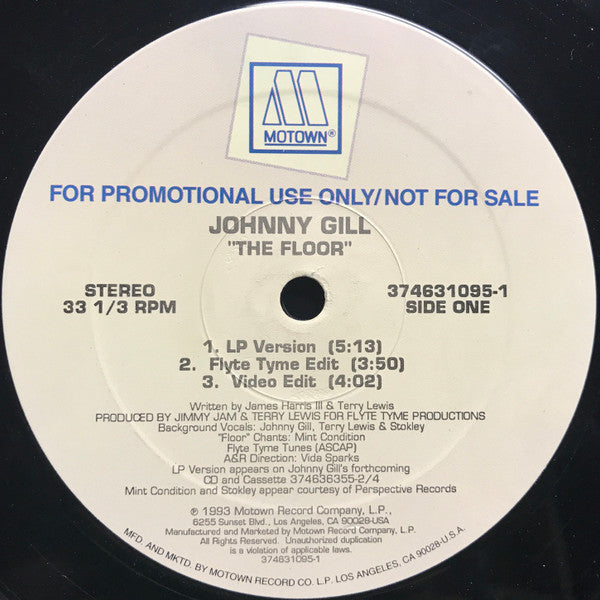 MOTOWN®
FOR PROMOTIONAL USE ONLY/NOT FOR SALE
JOHNNY GILL
"THE FLOOR"
STEREO
33 1/3 RPM
374631095-1
SIDE ONE
1. LP Version (5:13)
2. Flyte Tyme Edit (3:50)
3. Video Edit (4:02)
Written by James Harris III & Terry Lewis
PRODUCED BY JIMMY JAM & TERRY LEWIS FOR FLYTE TYME PRODUCTIONS
Background Vocals: Johnny Gill, Terry Lewis & Stokley
"Floor" Chants: Mint Condition
Flyte Tyme Tunes (ASCAP)
A&R Direction: Vida Sparks
LP Version appears on Johnny Gill's forthcoming
CD and Cassette 374636355-2/4
Mint Condition and Stokley appear courtesy of Perspective Records
℗ 1993 Motown Record Company, L.P.,
6255 Sunset Blvd., Los Angeles, CA 90028-USA
Manufactured and Marketed by Motown Record Company, L.P.
All Rights Reserved. Unauthorized duplication
is a violation of applicable laws.
374631095-1
MFD. AND MKTD. BY MOTOWN RECORD CO. L.P. LOS ANGELES, CA 90028-U.S.A.